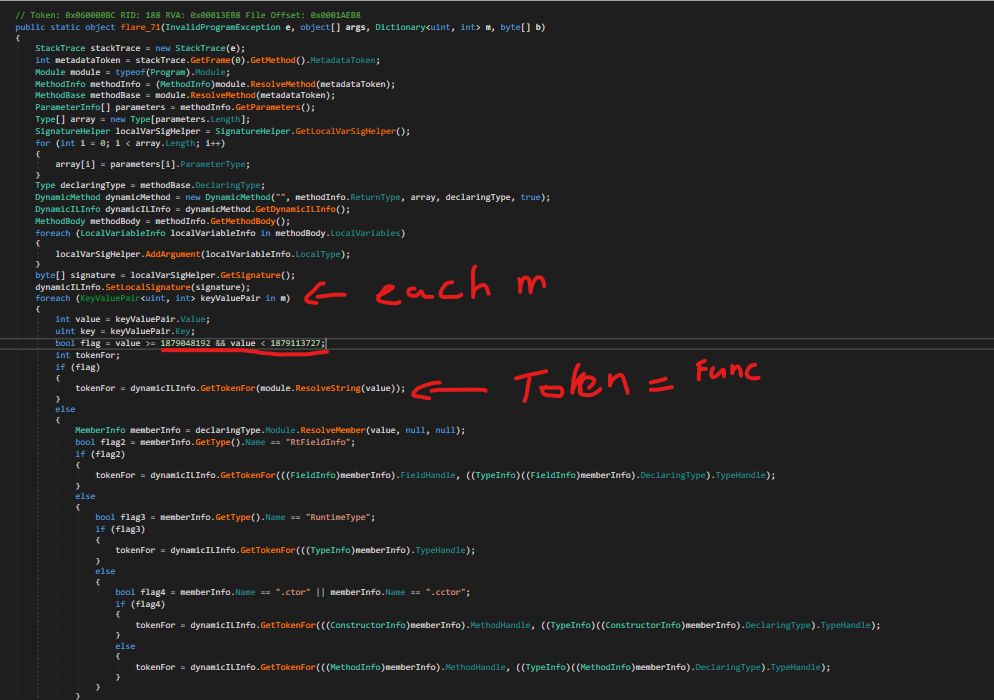 // Token: 0x060000BC RID: 188 RVA: 0x00013EB8 File Offset: 0x0001AEB8
public static object flare_71(InvalidProgramException e, object[] args, Dictionary<uint, int> m, byte[] b)
{
StackTrace stackTrace = new StackTrace(e);
int metadataToken = stackTrace.GetFrame(0).GetMethod().MetadataToken;
Module module = typeof(Program).Module;
MethodInfo methodInfo = (MethodInfo)module.ResolveMethod(metadataToken);
MethodBase methodBase = module.ResolveMethod(metadataToken);
ParameterInfo[] parameters = methodInfo.GetParameters();
Type[] array = new Type[parameters.Length];
SignatureHelper localVarSigHelper = SignatureHelper.GetLocalVarSigHelper();
for (int i = 0; i < array.Length; i++)
{
array[i] = parameters[i].ParameterType;
}
Type declaringType = methodBase.DeclaringType;
DynamicMethod dynamicMethod = new DynamicMethod("", methodInfo.ReturnType, array, declaringType, true);
DynamicILInfo dynamicILInfo = dynamicMethod.GetDynamicILInfo();
MethodBody methodBody = methodInfo.GetMethodBody();
foreach (LocalVariableInfo localVariableInfo in methodBody.LocalVariables)
{
localVarSigHelper.AddArgument(localVariableInfo.LocalType);
}
byte[] signature = localVarSigHelper.GetSignature();
dynamicILInfo.SetLocalSignature(signature);
foreach (KeyValuePair<uint, int> keyValuePair in m) each m
{
int value = keyValuePair.Value;
uint key = keyValuePair.Key;
bool flag = value >= 1879048192 && value < 1879113727;
int tokenFor;
if (flag)
{
tokenFor = dynamicILInfo.GetTokenFor(module.ResolveString(value)); Token = Func
}
else
{
MemberInfo memberInfo = declaringType.Module.ResolveMember(value, null, null);
bool flag2 = memberInfo.GetType().Name == "RtFieldInfo";
if (flag2)
{
tokenFor = dynamicILInfo.GetTokenFor(((FieldInfo)memberInfo).FieldHandle, ((TypeInfo)((FieldInfo)memberInfo).DeclaringType).TypeHandle);
}
else
{
bool flag3 = memberInfo.GetType().Name == "RuntimeType";
if (flag3)
{
tokenFor = dynamicILInfo.GetTokenFor(((TypeInfo)memberInfo).TypeHandle);
}
else
{
bool flag4 = memberInfo.Name == ".ctor" || memberInfo.Name == ".cctor";
if (flag4)
{
tokenFor = dynamicILInfo.GetTokenFor(((ConstructorInfo)memberInfo).MethodHandle, ((TypeInfo)((ConstructorInfo)memberInfo).DeclaringType).TypeHandle);
}
else
{
tokenFor = dynamicILInfo.GetTokenFor(((MethodInfo)memberInfo).MethodHandle, ((TypeInfo)((MethodInfo)memberInfo).DeclaringType).TypeHandle);
}
}
}